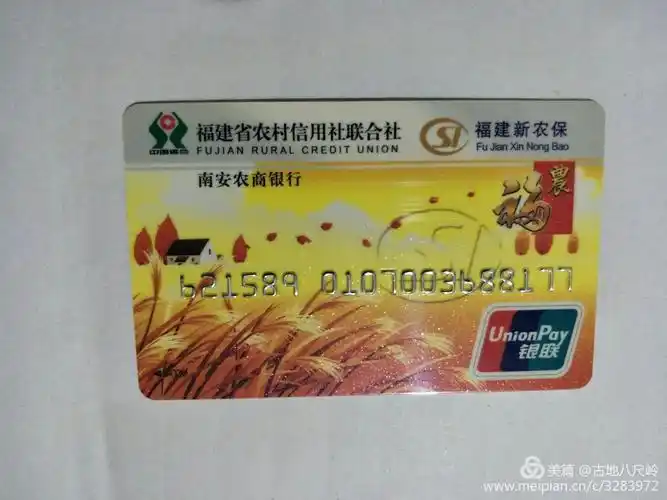 福建省农村信用社联合社
FUJIAN RURAL CREDIT UNION
福建新农保
Fu Jian Xin Nong Bao
南安农商银行
農
福
621589 0107003688177
UnionPay
银联
美篇 @古地八尺岭
www.meipian.cn/c/3283972